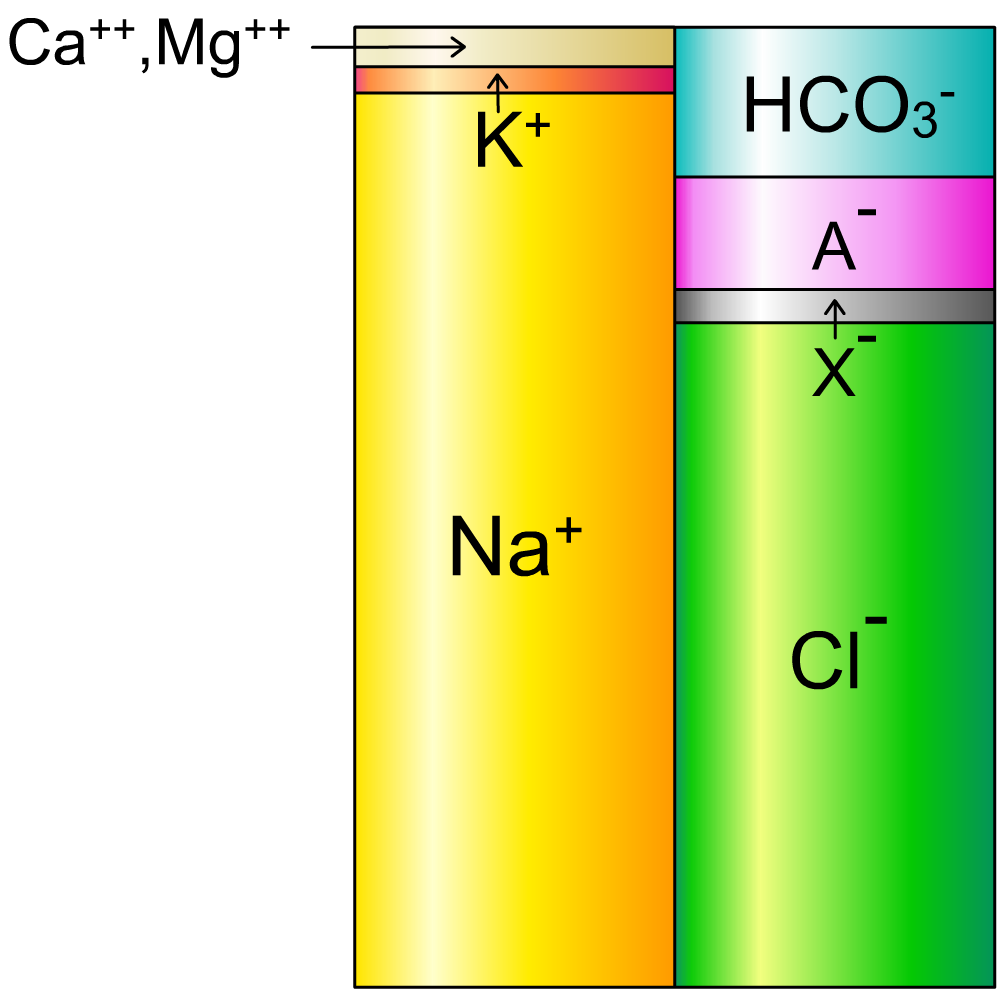 Ca⁺⁺,Mg⁺⁺
HCO₃⁻
K⁺
A⁻
X⁻
Na⁺
Cl⁻